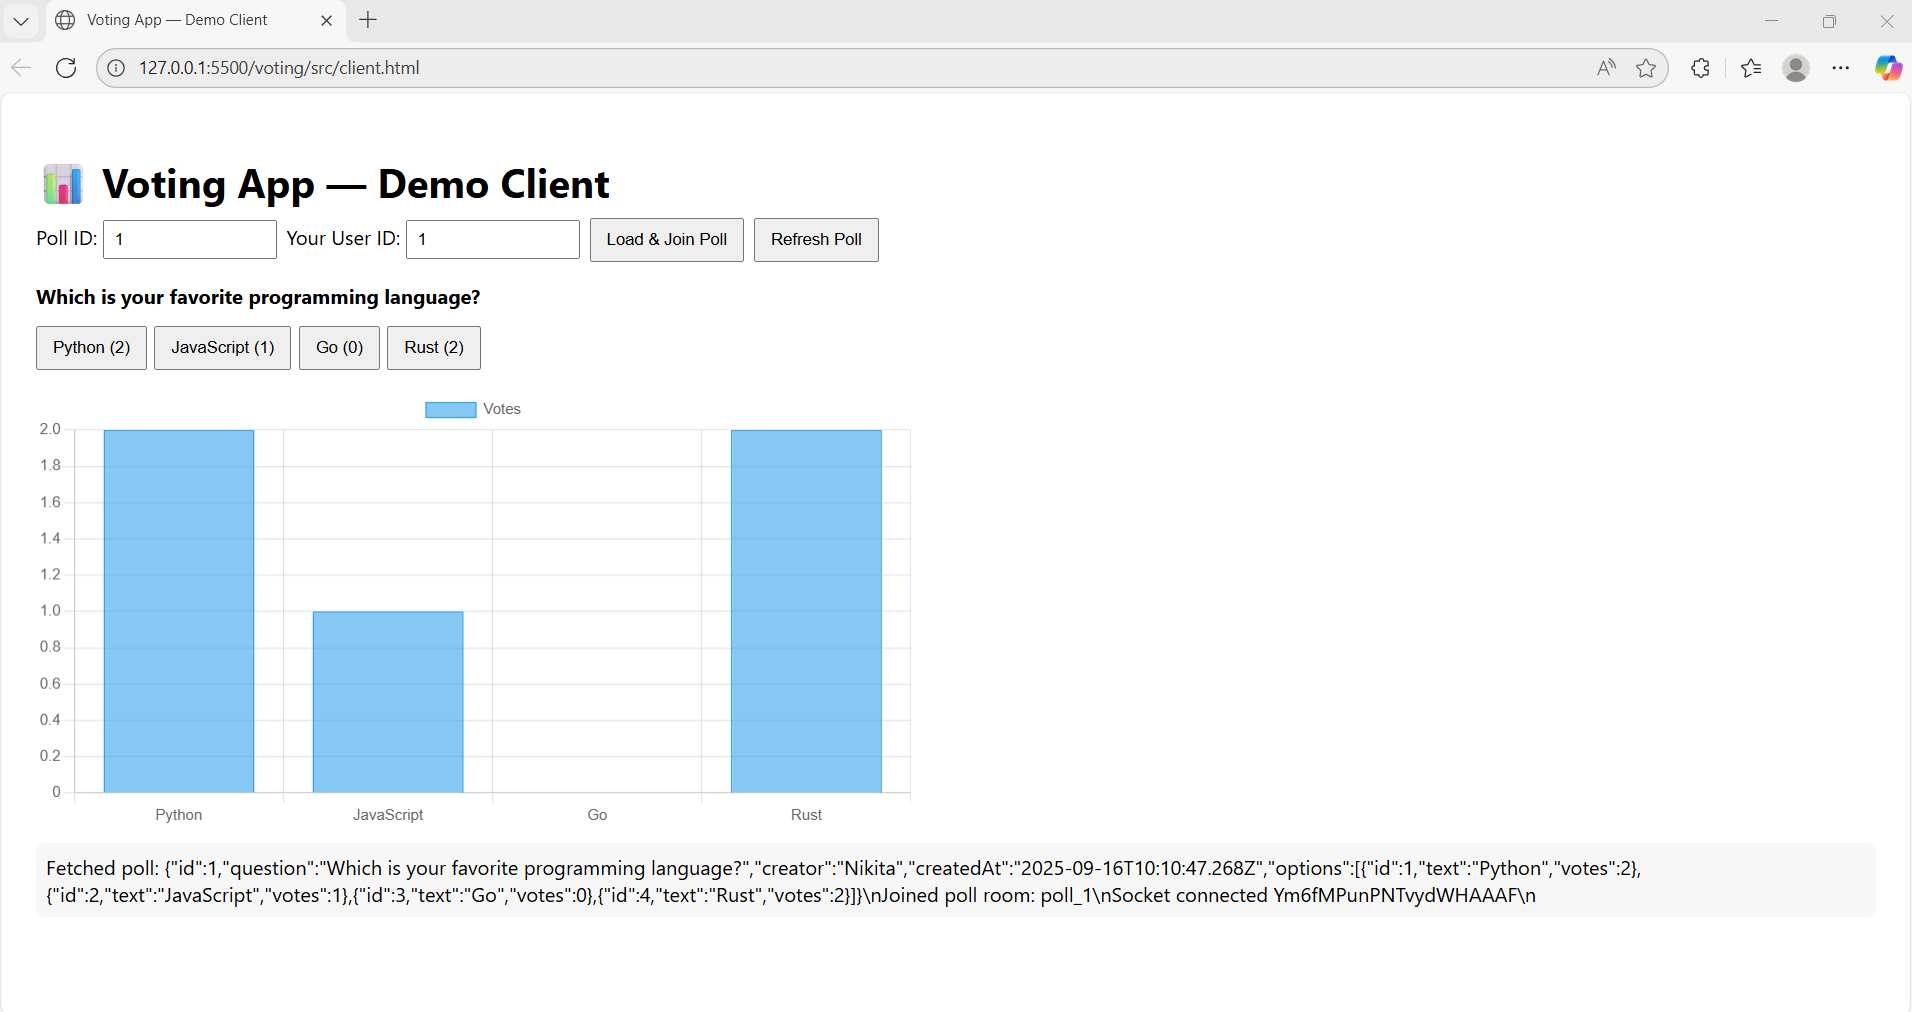 Voting App — Demo Client
127.0.0.1:5500/voting/src/client.html
Voting App — Demo Client
Poll ID: 1 Your User ID: 1 Load & Join Poll Refresh Poll
Which is your favorite programming language?
Python (2) JavaScript (1) Go (0) Rust (2)
Votes
2.0
1.8
1.6
1.4
1.2
1.0
0.8
0.6
0.4
0.2
0
Python JavaScript Go Rust
Fetched poll: {"id":1,"question":"Which is your favorite programming language?","creator":"Nikita","createdAt":"2025-09-16T10:10:47.268Z","options":[{"id":1,"text":"Python","votes":2},
{"id":2,"text":"JavaScript","votes":1},{"id":3,"text":"Go","votes":0},{"id":4,"text":"Rust","votes":2}]}\nJoined poll room: poll_1\nSocket connected Ym6fMPunPNTvydWHAAAF\n